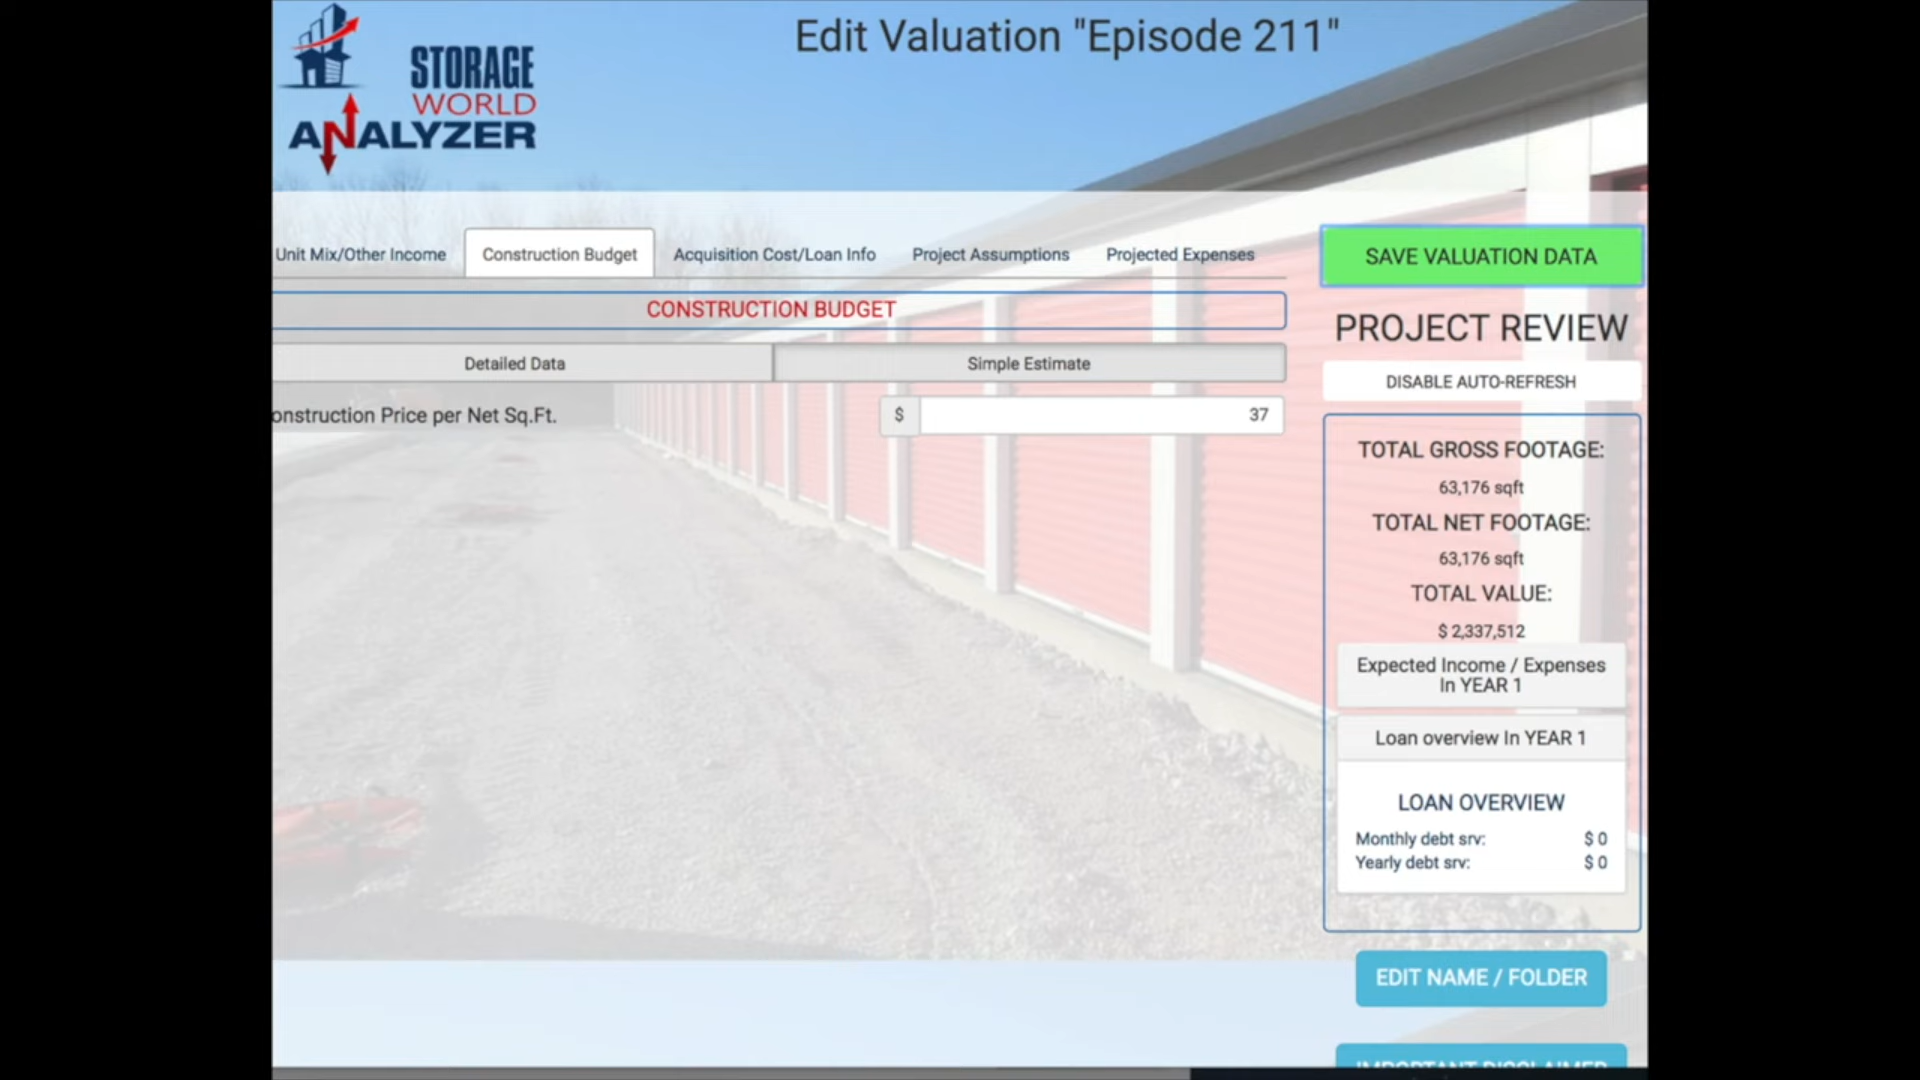 STORAGE
WORLD
ANALYZER
Edit Valuation "Episode 211"
Unit Mix/Other Income
Construction Budget
Acquisition Cost/Loan Info
Project Assumptions
Projected Expenses
CONSTRUCTION BUDGET
Detailed Data
Simple Estimate
onstruction Price per Net Sq.Ft.
$
37
SAVE VALUATION DATA
PROJECT REVIEW
DISABLE AUTO-REFRESH
TOTAL GROSS FOOTAGE:
63,176 sqft
TOTAL NET FOOTAGE:
63,176 sqft
TOTAL VALUE:
$ 2,337,512
Expected Income / Expenses
In YEAR 1
Loan overview In YEAR 1
LOAN OVERVIEW
Monthly debt srv: $ 0
Yearly debt srv: $ 0
EDIT NAME / FOLDER
IMPORTANT DISCLAIMER